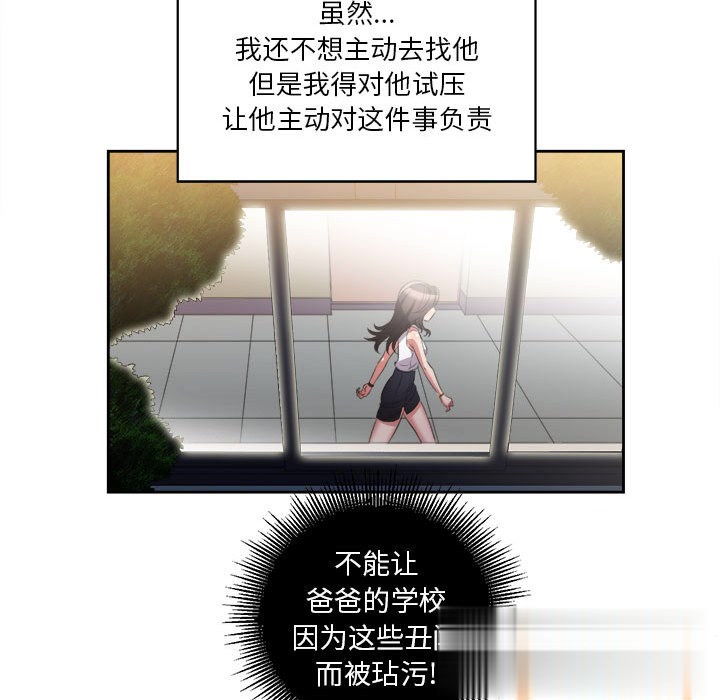 虽然...
我还不想主动去找他
但是我得对他试压
让他主动对这件事负责
不能让
爸爸的学校
因为这些丑
而被玷污!